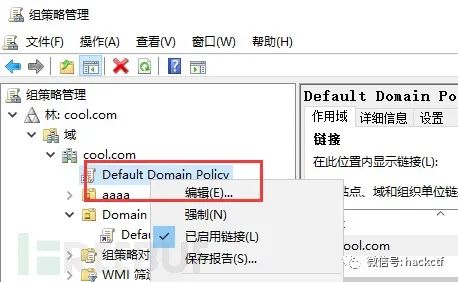 组策略管理
文件(F) 操作(A) 查看(V) 窗口(W) 帮助(H)
组策略管理
林: cool.com
域
cool.com
Default Domain Policy
aaaa
Domain
Defa
组策略对
WMI 筛
编辑(E)...
强制(N)
已启用链接(L)
保存报告(S)...
Default Domain Pol
作用域 详细信息 设置
链接
在此位置内显示链接(L):
站点、域和组织单位链
cool.com
微信号: hackctf